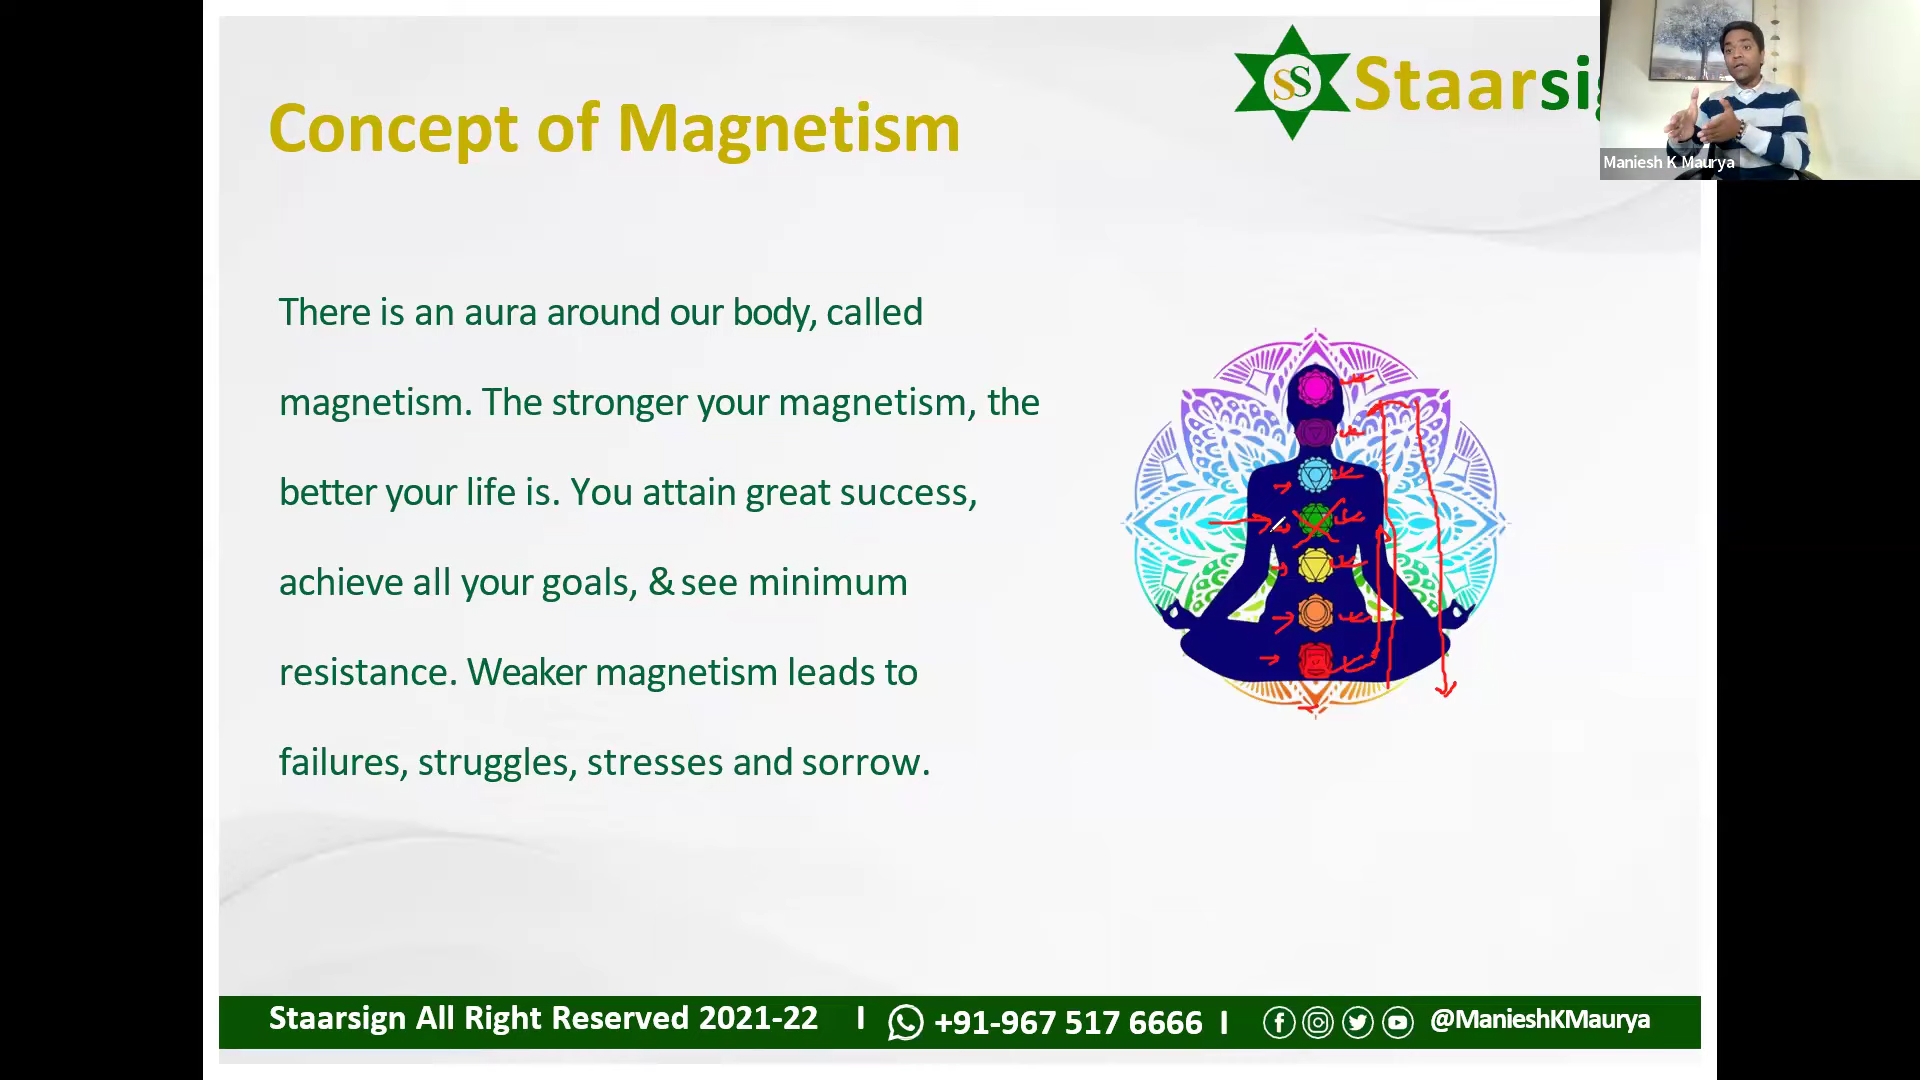 SS Staarsi
Maniesh K Maurya
Concept of Magnetism
There is an aura around our body, called
magnetism. The stronger your magnetism, the
better your life is. You attain great success,
achieve all your goals, & see minimum
resistance. Weaker magnetism leads to
failures, struggles, stresses and sorrow.
Staarsign All Right Reserved 2021-22 I +91-967 517 6666 I @ManieshKMaurya